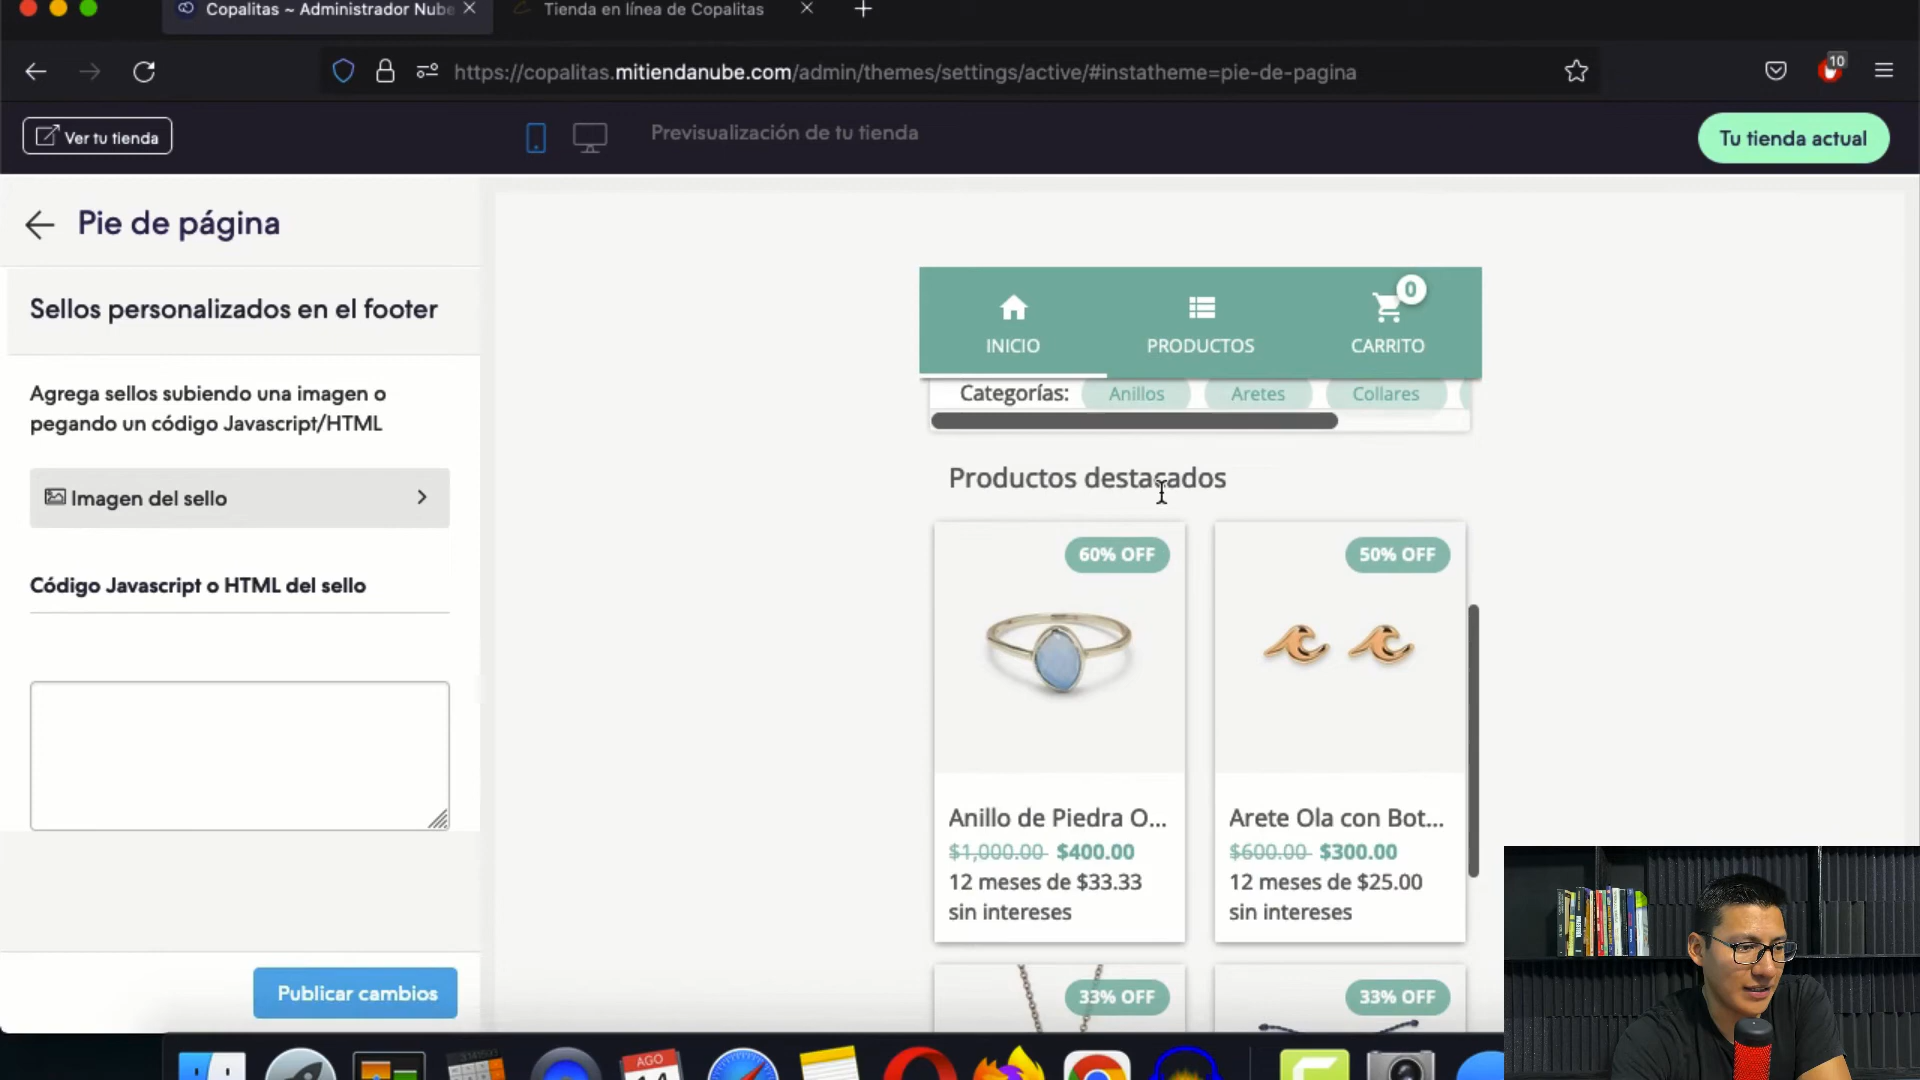 Copalitas ~ Administrador Nube
Tienda en línea de Copalitas
https://copalitas.mitiendanube.com/admin/themes/settings/active/#instatheme=pie-de-pagina
10
Ver tu tienda
Previsualización de tu tienda
Tu tienda actual
Pie de página
Sellos personalizados en el footer
Agrega sellos subiendo una imagen o
pegando un código Javascript/HTML
Imagen del sello
Código Javascript o HTML del sello
Publicar cambios
0
INICIO
PRODUCTOS
CARRITO
Categorías:
Anillos
Aretes
Collares
Productos destacados
60% OFF
50% OFF
Anillo de Piedra O...
$1,000.00 $400.00
12 meses de $33.33
sin intereses
Arete Ola con Bot...
$600.00 $300.00
12 meses de $25.00
sin intereses
33% OFF
33% OFF
AGO